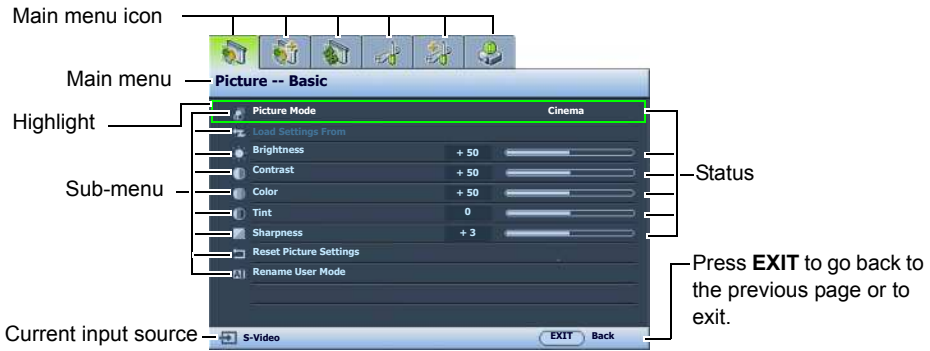 Main menu icon
Main menu
Picture -- Basic
Highlight
Picture Mode Cinema
Load Settings From
Brightness + 50
Contrast + 50
Status
Sub-menu
Color + 50
Tint 0
Sharpness + 3
Reset Picture Settings
Rename User Mode
AI
Press EXIT to go back to
the previous page or to
exit.
Current input source
S-Video
EXIT Back